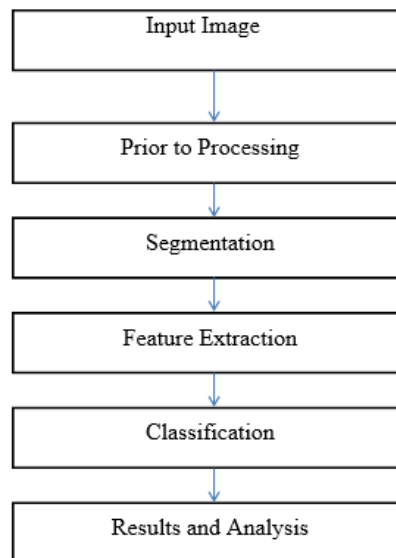 Input Image
Prior to Processing
Segmentation
Feature Extraction
Classification
Results and Analysis